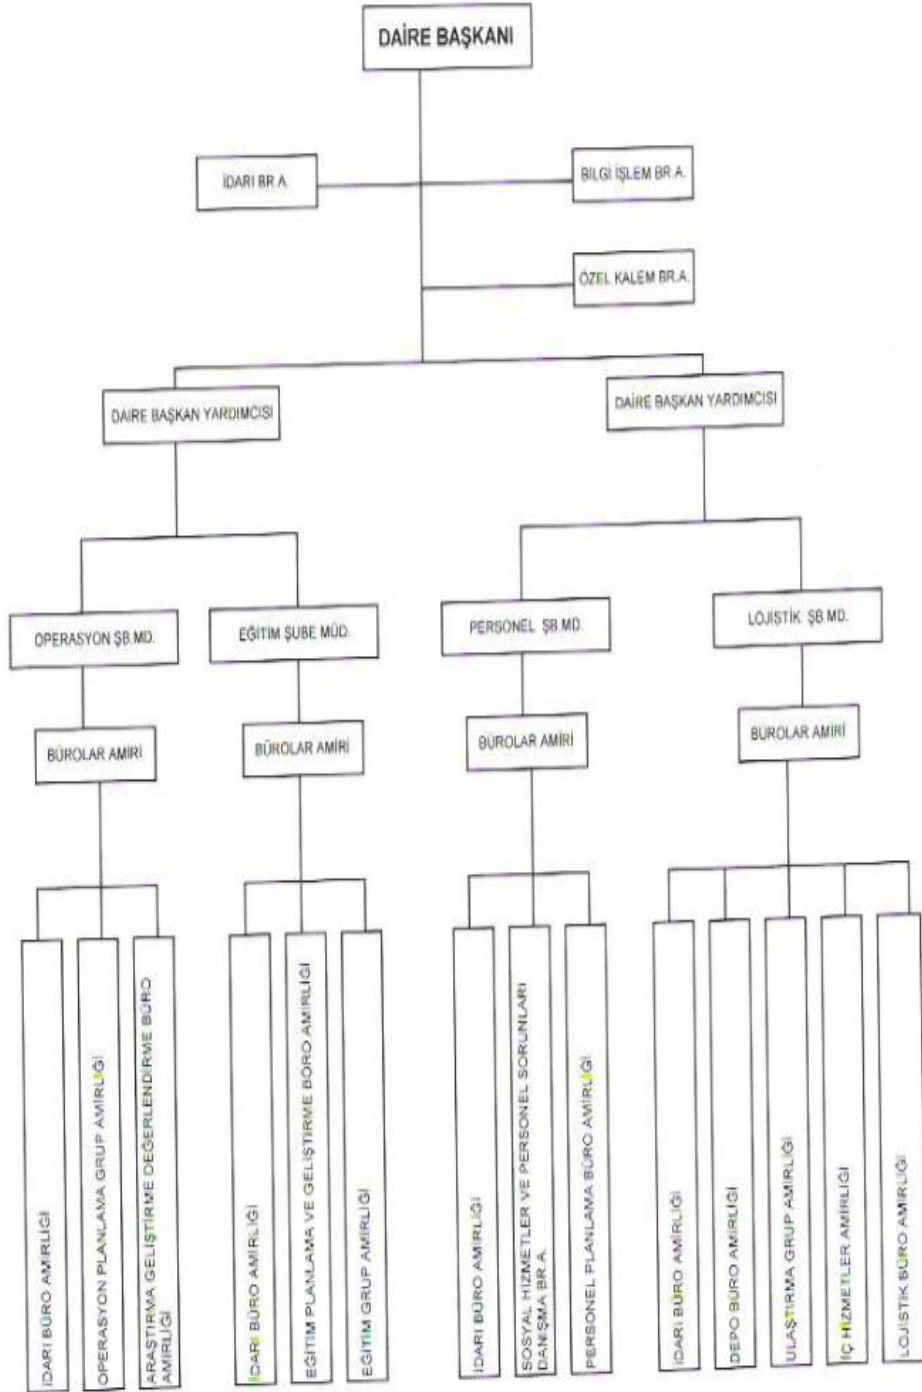 DAİRE BAŞKANI
İDARİ BR.A.
BİLGİ İŞLEM BR.A.
ÖZEL KALEM BR.A.
DAİRE BAŞKAN YARDIMCISI
DAİRE BAŞKAN YARDIMCISI
OPERASYON ŞB.MD.
EĞİTİM ŞUBE MÜD.
PERSONEL ŞB.MD.
LOJİSTİK ŞB.MD.
BÜROLAR AMİRİ
BÜROLAR AMİRİ
BÜROLAR AMİRİ
BÜROLAR AMİRİ
İDARİ BÜRO AMİRLİĞİ
OPERASYON PLANLAMA GRUP AMİRLİĞİ
ARAŞTIRMA GELİŞTİRME DEĞERLENDİRME BÜRO
AMİRLİĞİ
İDARİ BÜRO AMİRLİĞİ
EĞİTİM PLANLAMA VE GELİŞTİRME BÜRO AMİRLİĞİ
EĞİTİM GRUP AMİRLİĞİ
İDARİ BÜRO AMİRLİĞİ
SOSYAL HİZMETLER VE PERSONEL SORUNLARI
DANIŞMA BR.A.
PERSONEL PLANLAMA BÜRO AMİRLİĞİ
İDARİ BÜRO AMİRLİĞİ
DEPO BÜRO AMİRLİĞİ
ULAŞTIRMA GRUP AMİRLİĞİ
İÇ HİZMETLER AMİRLİĞİ
LOJİSTİK BÜRO AMİRLİĞİ